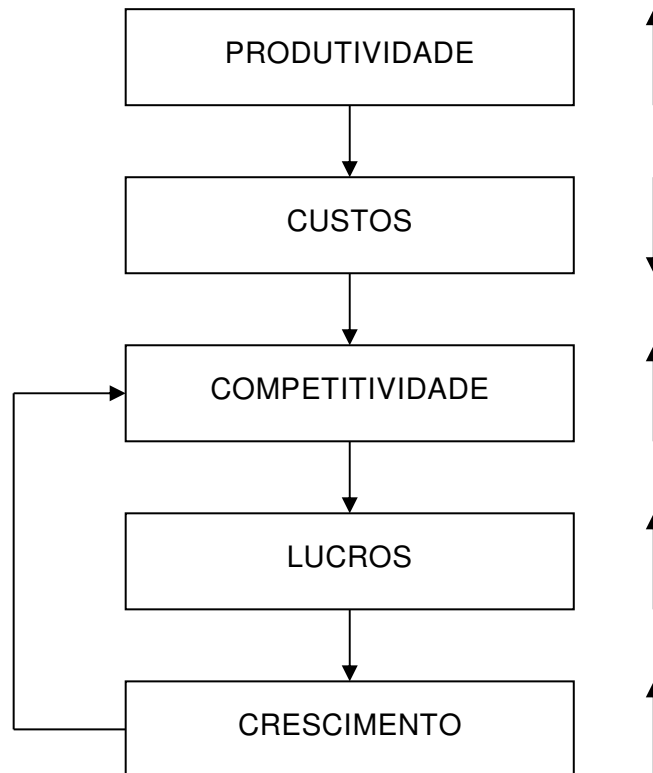 PRODUTIVIDADE
CUSTOS
COMPETITIVIDADE
LUCROS
CRESCIMENTO